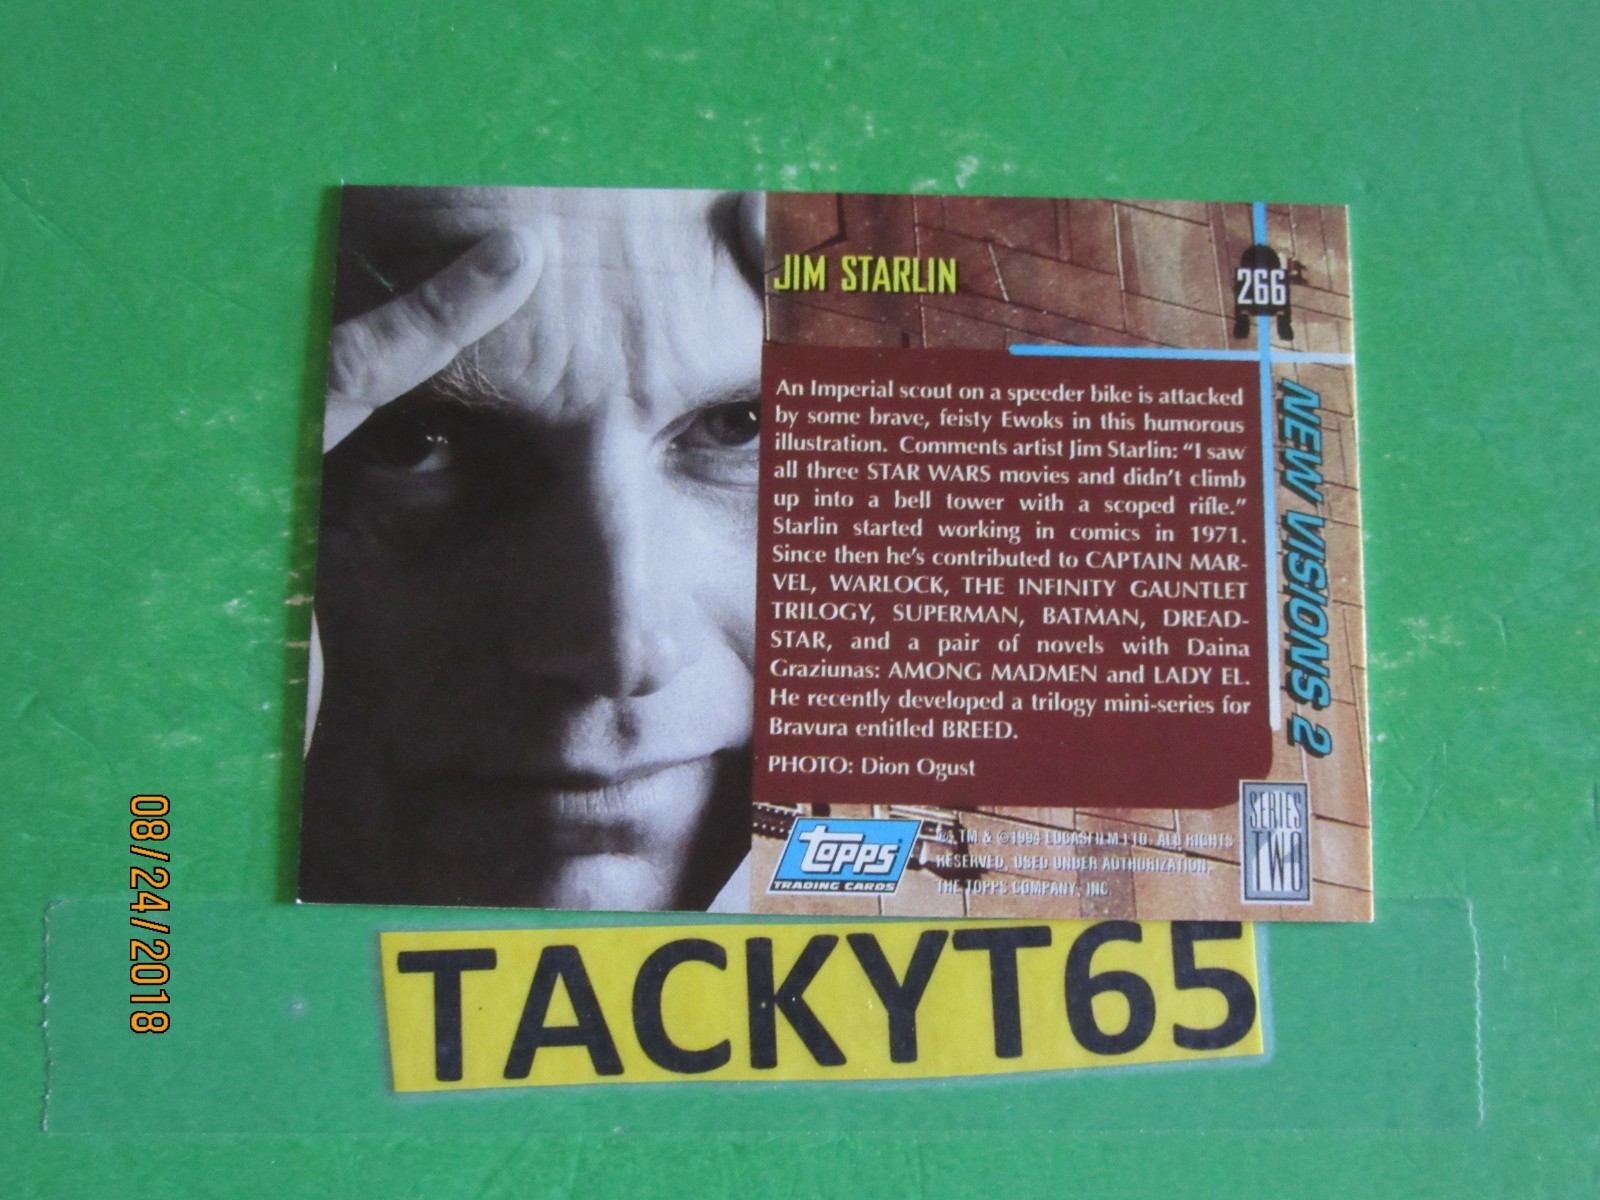 JIM STARLIN
266
An Imperial scout on a speeder bike is attacked
by some brave, feisty Ewoks in this humorous
illustration. Comments artist Jim Starlin: "I saw
all three STAR WARS movies and didn't climb
up into a bell tower with a scoped rifle."
Starlin started working in comics in 1971.
Since then he's contributed to CAPTAIN MAR-
VEL, WARLOCK, THE INFINITY GAUNTLET
TRILOGY, SUPERMAN, BATMAN, DREAD-
STAR, and a pair of novels with Daina
Graziunas: AMONG MADMEN and LADY EL.
He recently developed a trilogy mini-series for
Bravura entitled BREED.
PHOTO: Dion Ogust
NEW VISIONS 2
SERIES
TWO
topps
TRADING CARDS
®, TM & ©1994 LUCASFILM LTD. ALL RIGHTS
RESERVED, USED UNDER AUTHORIZATION,
THE TOPPS COMPANY, INC.
TACKYT65
08/24/2018